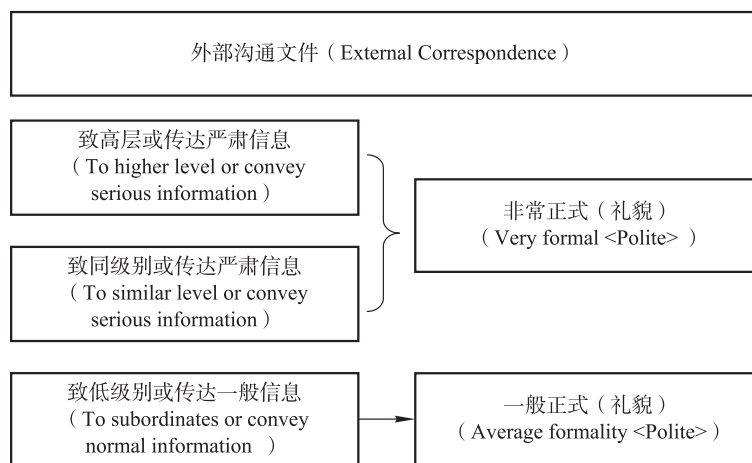 外部沟通文件（External Correspondence）
致高层或传达严肃信息
（To higher level or convey
serious information）
非常正式（礼貌）
（Very formal <Polite>）
致同级别或传达严肃信息
（To similar level or convey
serious information）
致低级别或传达一般信息
（To subordinates or convey
normal information ）
一般正式（礼貌）
（Average formality <Polite>）